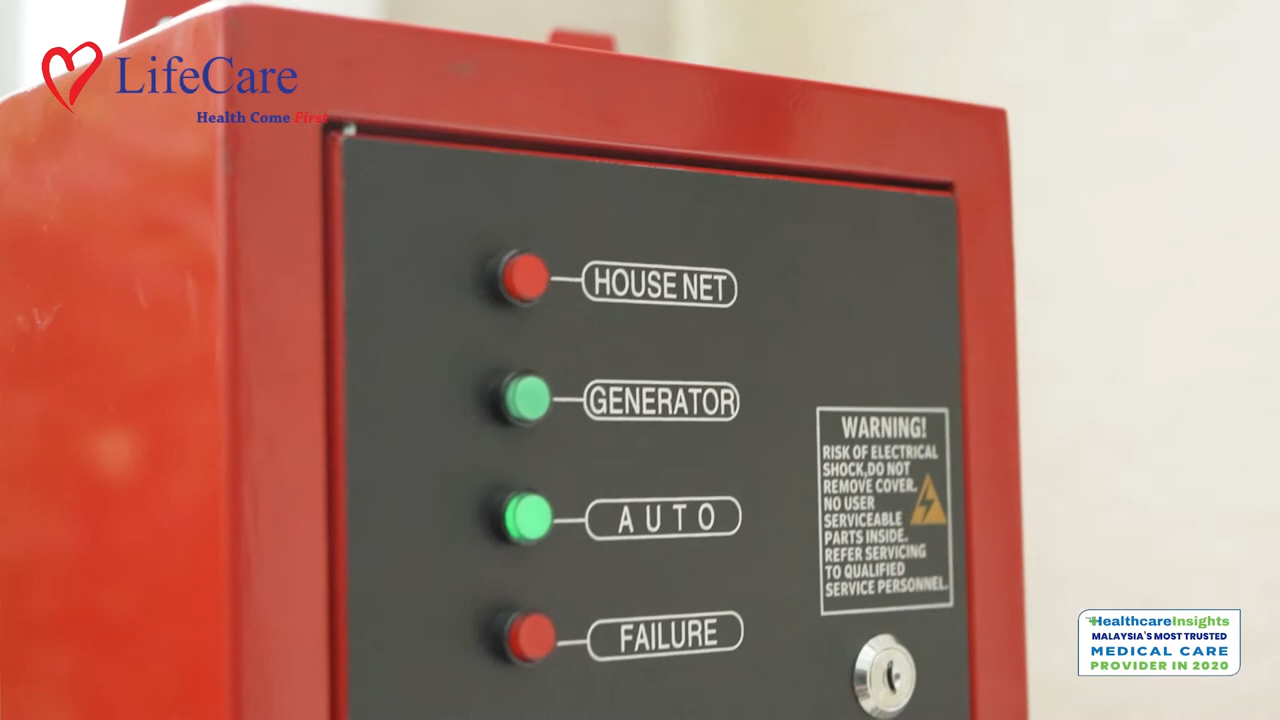 LifeCare
Health Come First
HOUSE NET
GENERATOR
AUTO
FAILURE
WARNING!
RISK OF ELECTRICAL
SHOCK,DO NOT
REMOVE COVER.
NO USER
SERVICEABLE
PARTS INSIDE.
REFER SERVICING
TO QUALIFIED
SERVICE PERSONNEL.
HealthcareInsights
MALAYSIA'S MOST TRUSTED
MEDICAL CARE
PROVIDER IN 2020